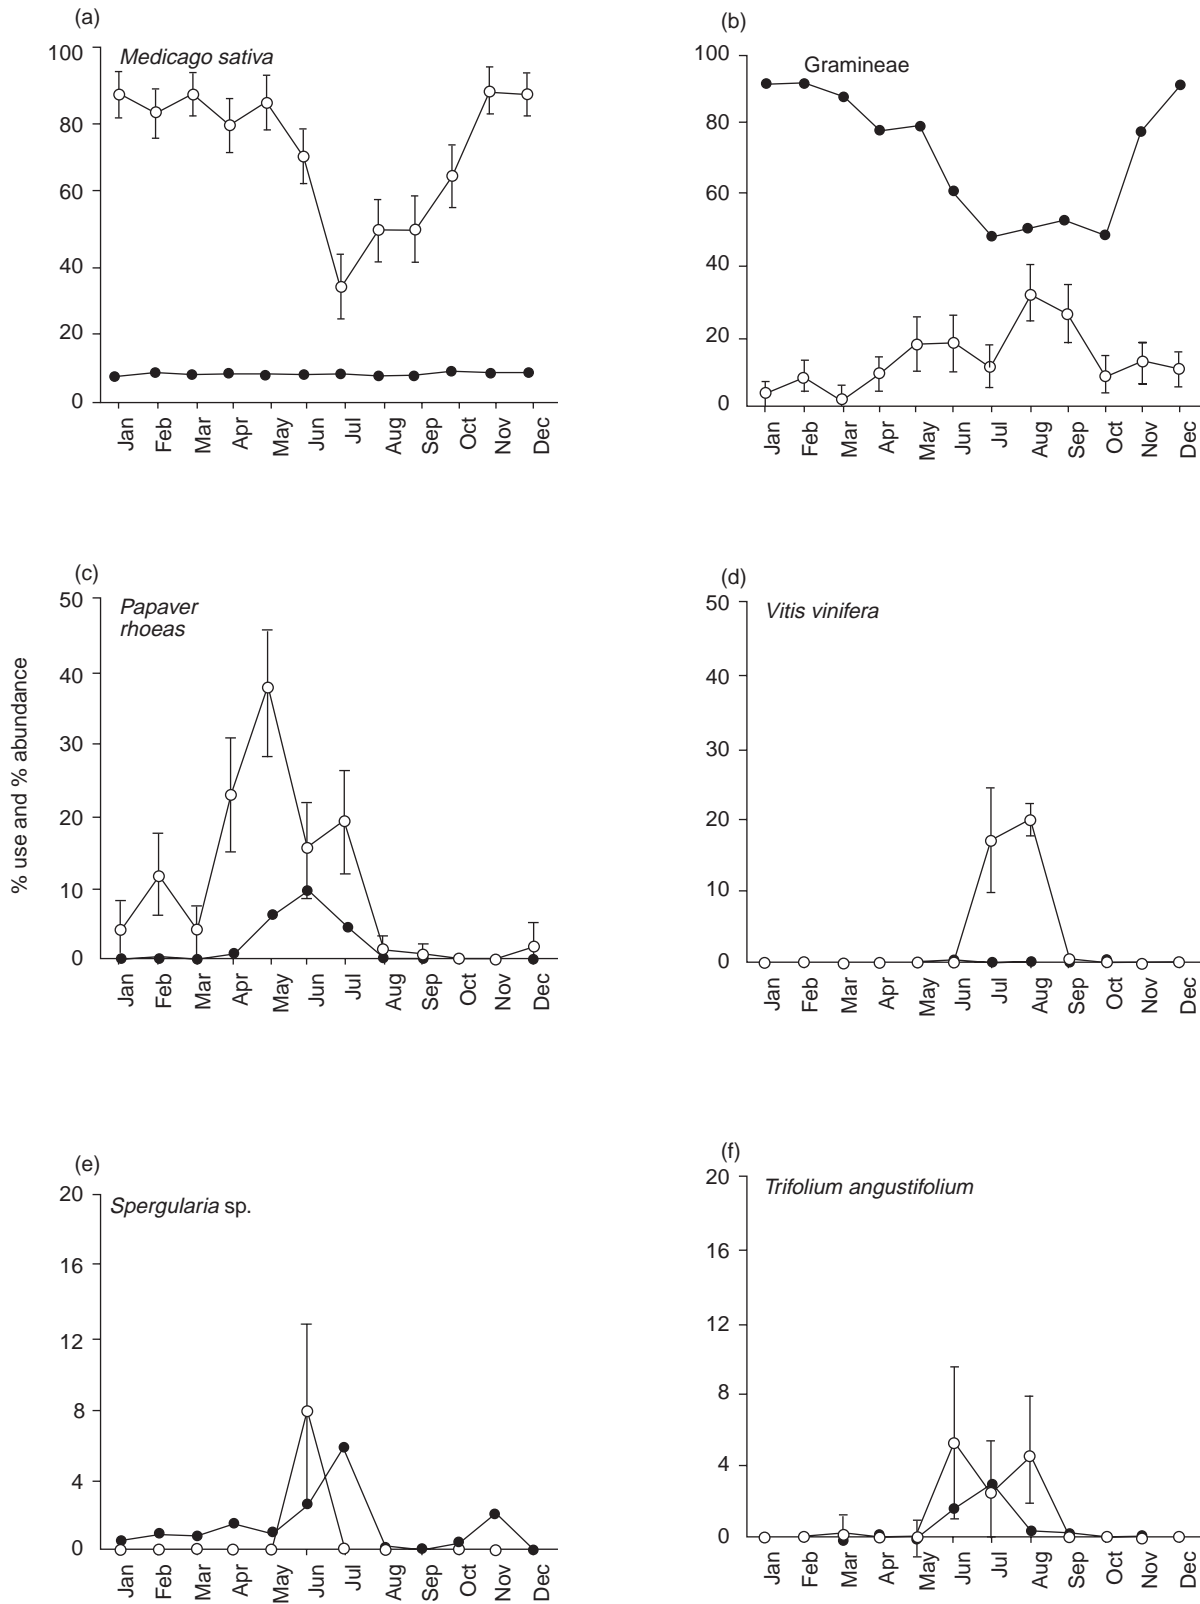 (a)
Medicago sativa
100
80
60
40
20
0
Jan
Feb
Mar
Apr
May
Jun
Jul
Aug
Sep
Oct
Nov
Dec
(b)
Gramineae
100
80
60
40
20
0
Jan
Feb
Mar
Apr
May
Jun
Jul
Aug
Sep
Oct
Nov
Dec
% use and % abundance
(c)
Papaver
rhoeas
50
40
30
20
10
0
Jan
Feb
Mar
Apr
May
Jun
Jul
Aug
Sep
Oct
Nov
Dec
(d)
Vitis vinifera
50
40
30
20
10
0
Jan
Feb
Mar
Apr
May
Jun
Jul
Aug
Sep
Oct
Nov
Dec
(e)
Spergularia sp.
20
16
12
8
4
0
Jan
Feb
Mar
Apr
May
Jun
Jul
Aug
Sep
Oct
Nov
Dec
(f)
Trifolium angustifolium
20
16
12
8
4
0
Jan
Feb
Mar
Apr
May
Jun
Jul
Aug
Sep
Oct
Nov
Dec